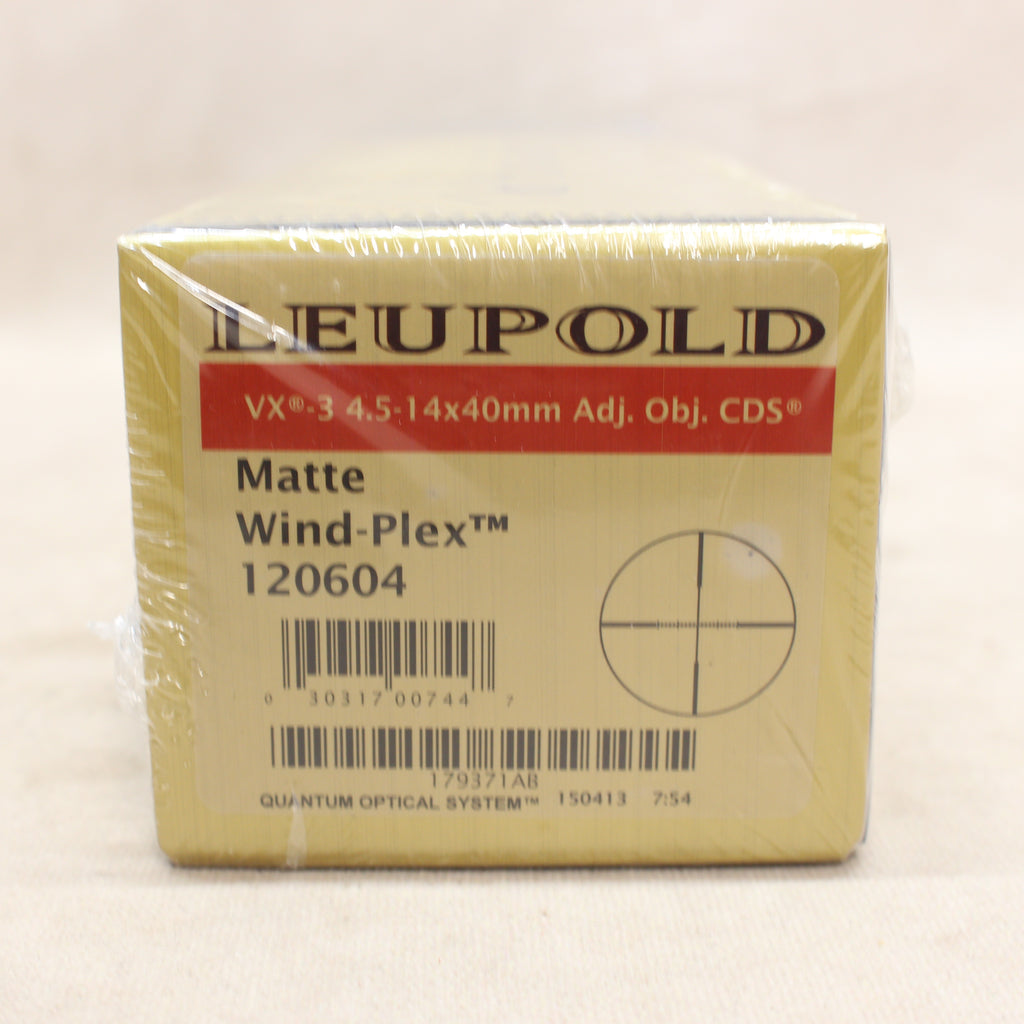 LEUPOLD
VX®-3 4.5-14x40mm Adj. Obj. CDS®
Matte
Wind-Plex™
120604
0 30317 00744 7
179371AB
QUANTUM OPTICAL SYSTEM™ 150413 7:54